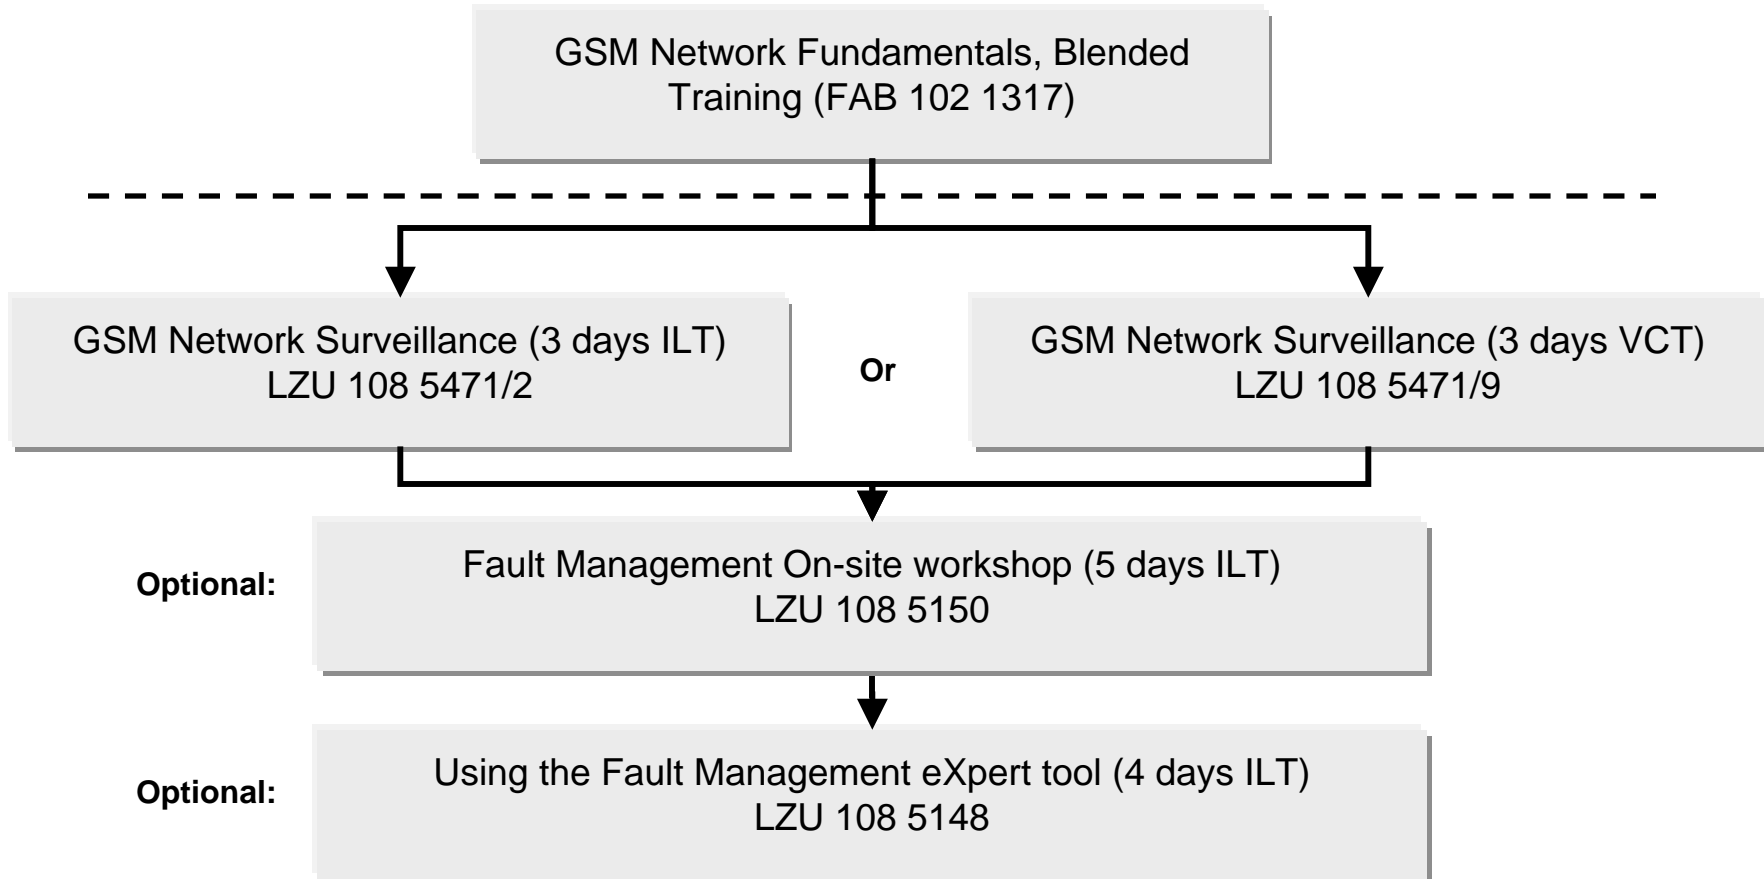 GSM Network Fundamentals, Blended
Training (FAB 102 1317)
GSM Network Surveillance (3 days ILT)
LZU 108 5471/2
Or
GSM Network Surveillance (3 days VCT)
LZU 108 5471/9
Optional:
Fault Management On-site workshop (5 days ILT)
LZU 108 5150
Optional:
Using the Fault Management eXpert tool (4 days ILT)
LZU 108 5148